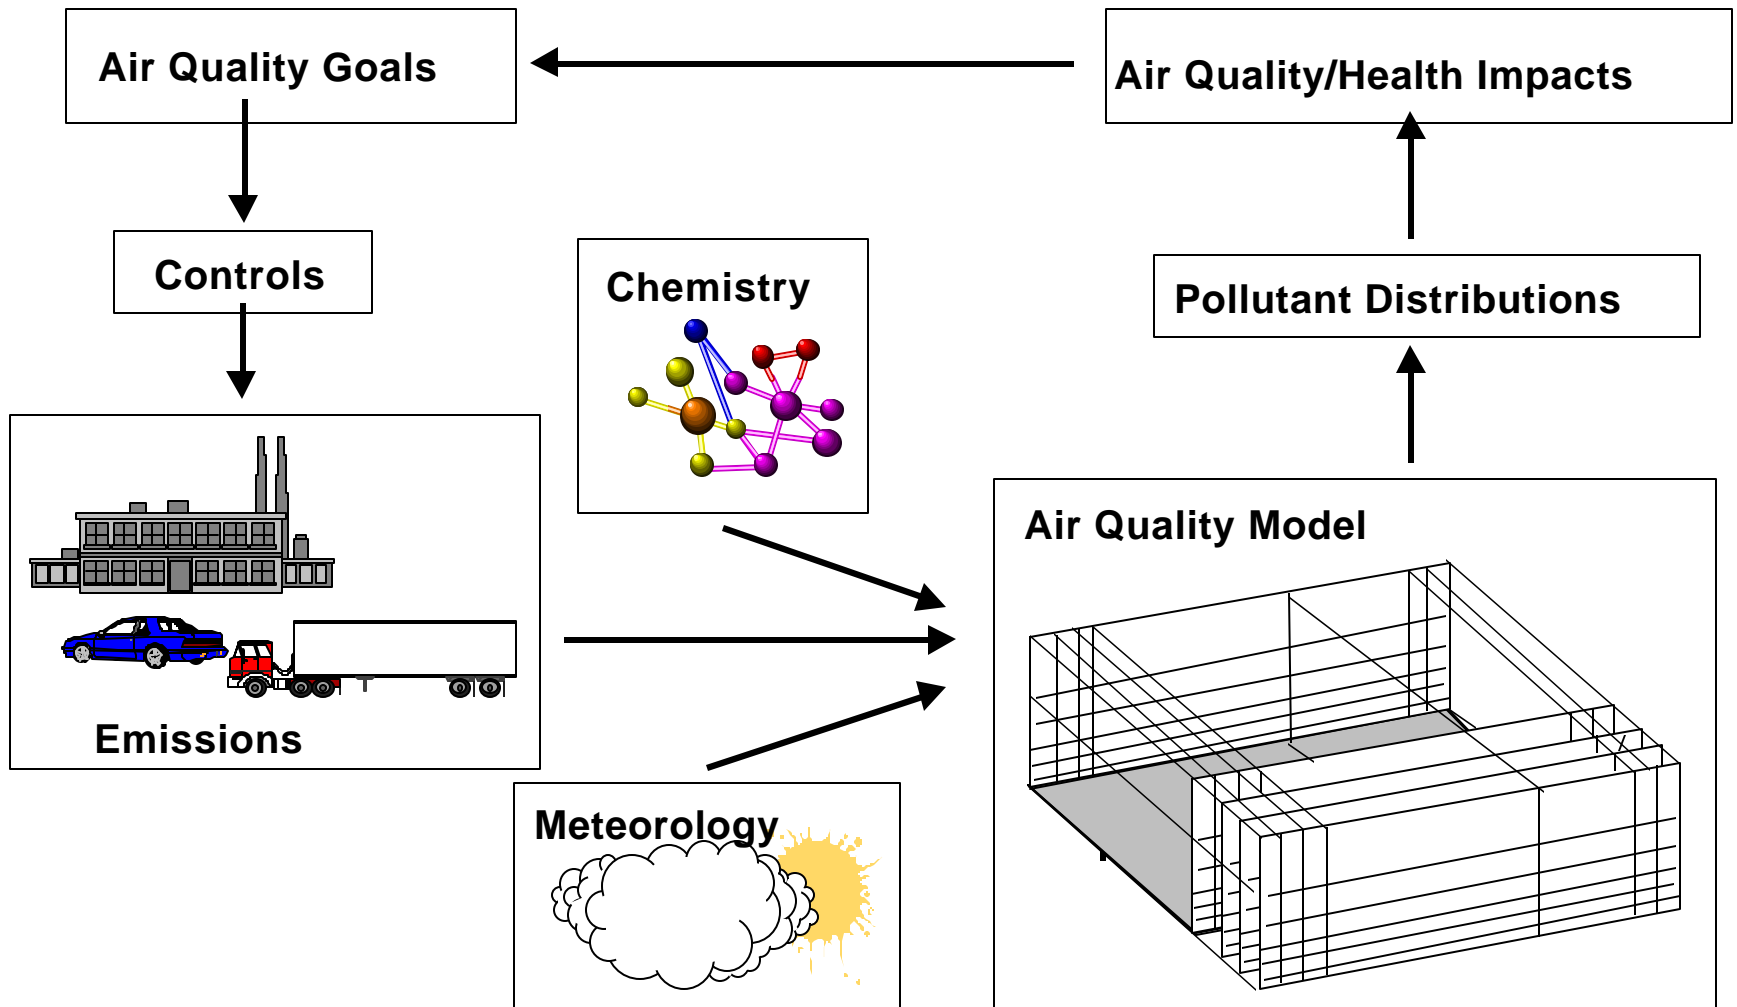 Air Quality Goals
Air Quality/Health Impacts
Controls
Chemistry
Pollutant Distributions
Air Quality Model
Emissions
Meteorology